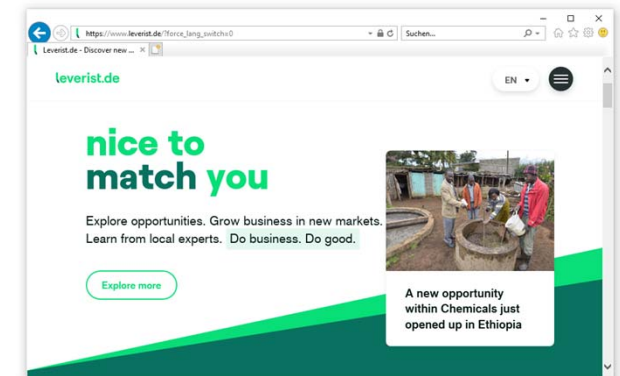 https://www.leverist.de/?force_lang_switch=0
Suchen...
Leverist.de - Discover new ...
leverist.de
EN
nice to
match you
Explore opportunities. Grow business in new markets.
Learn from local experts. Do business. Do good.
Explore more
A new opportunity
within Chemicals just
opened up in Ethiopia